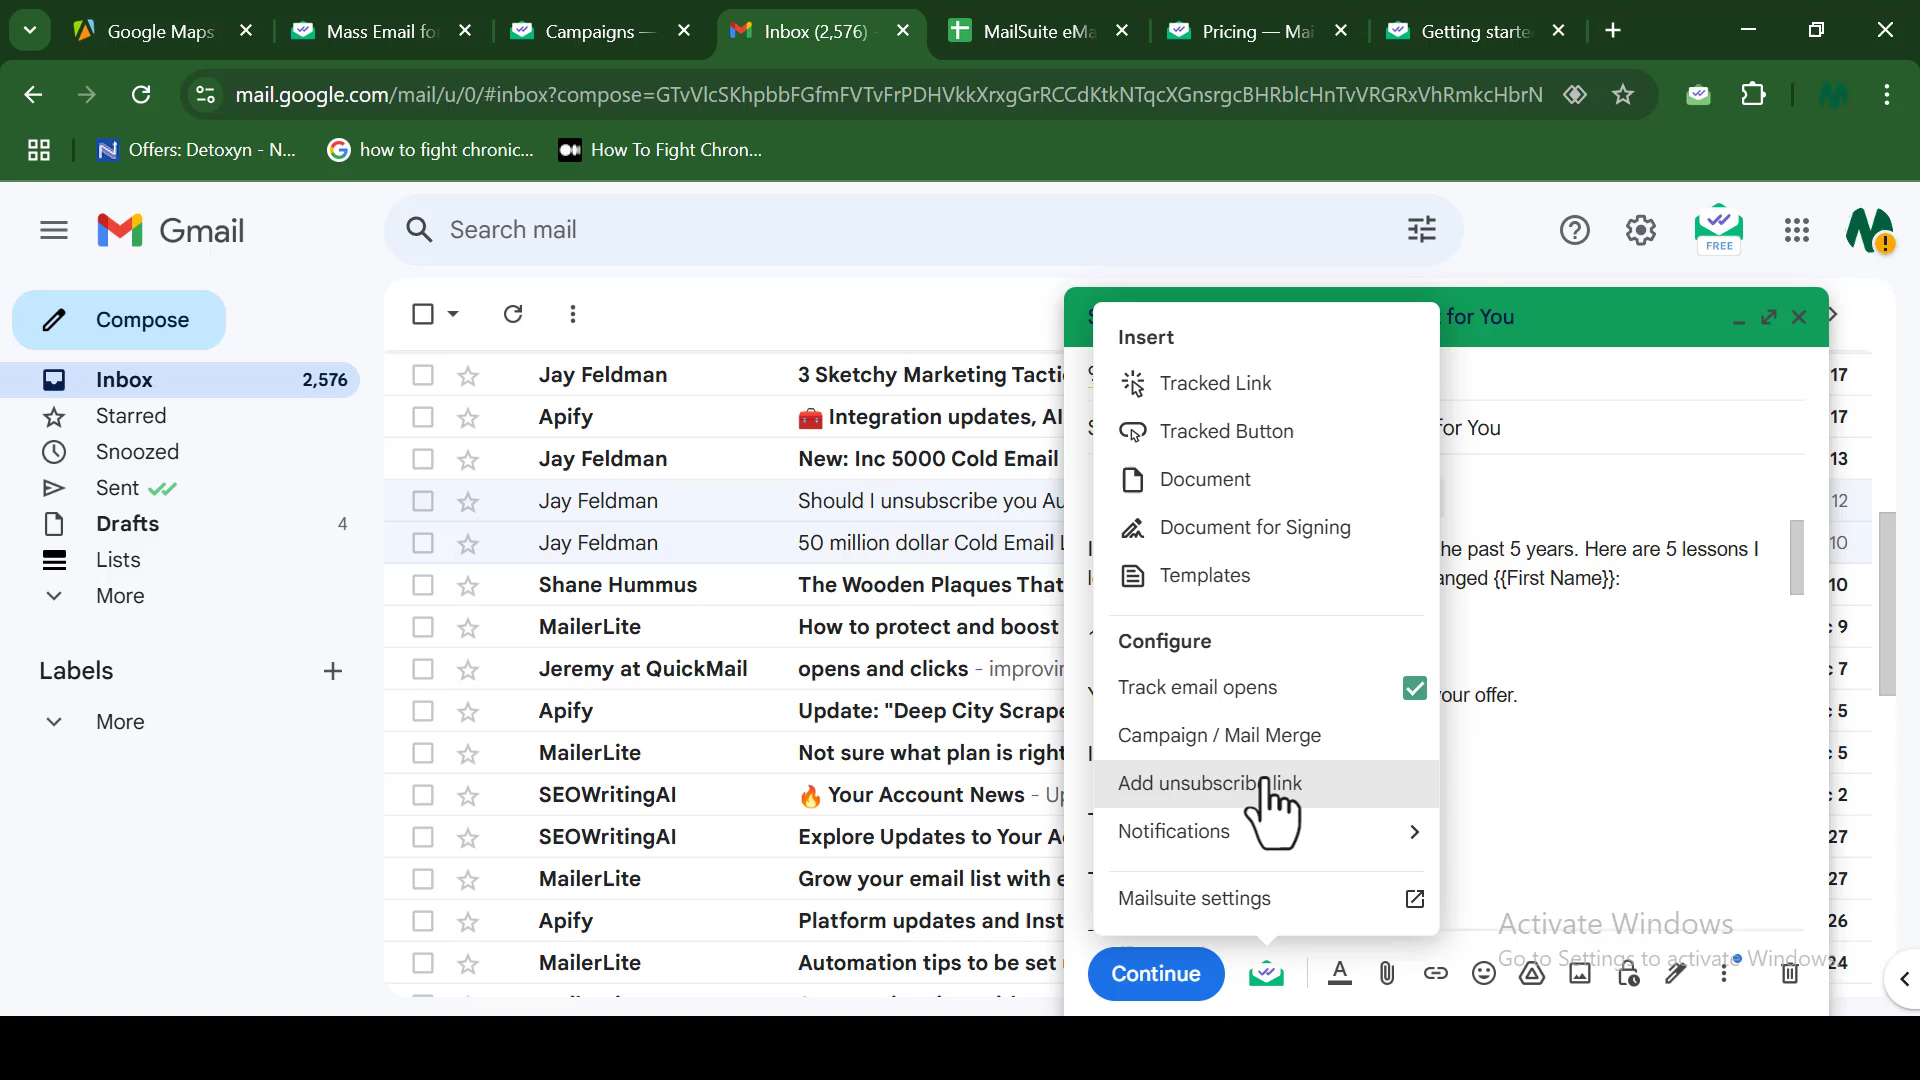 Google Maps
Mass Email fo
Campaigns —
Inbox (2,576)
MailSuite eMa
Pricing — Mai
Getting starte
mail.google.com/mail/u/0/#inbox?compose=GTvVlcSKhpbbFGfmFVTvFrPDHVkkXrxgGrRCCdKtkNTqcXGnsrgcBHRblcHnTvVRGRxVhRmkcHbrN
Offers: Detoxyn - N...
how to fight chronic...
How To Fight Chron...
Gmail
Search mail
FREE
Compose
Inbox 2,576
Starred
Snoozed
Sent
Drafts 4
Lists
More
Labels
More
Jay Feldman 3 Sketchy Marketing Tacti 17
Apify 🧰 Integration updates, AI 17
Jay Feldman New: Inc 5000 Cold Email 13
Jay Feldman Should I unsubscribe you Au 12
Jay Feldman 50 million dollar Cold Email L 10
Shane Hummus The Wooden Plaques That 10
MailerLite How to protect and boost 9
Jeremy at QuickMail opens and clicks - improvin 7
Apify Update: "Deep City Scrape 5
MailerLite Not sure what plan is right 5
SEOWritingAI 🔥 Your Account News - Up 2
SEOWritingAI Explore Updates to Your A 27
MailerLite Grow your email list with e 27
Apify Platform updates and Inst 26
MailerLite Automation tips to be set 24
for You
for You
he past 5 years. Here are 5 lessons I
anged {{First Name}}:
your offer.
Insert
Tracked Link
Tracked Button
Document
Document for Signing
Templates
Configure
Track email opens
Campaign / Mail Merge
Add unsubscribe link
Notifications
Mailsuite settings
Continue
Activate Windows
Go to Settings to activate Windows